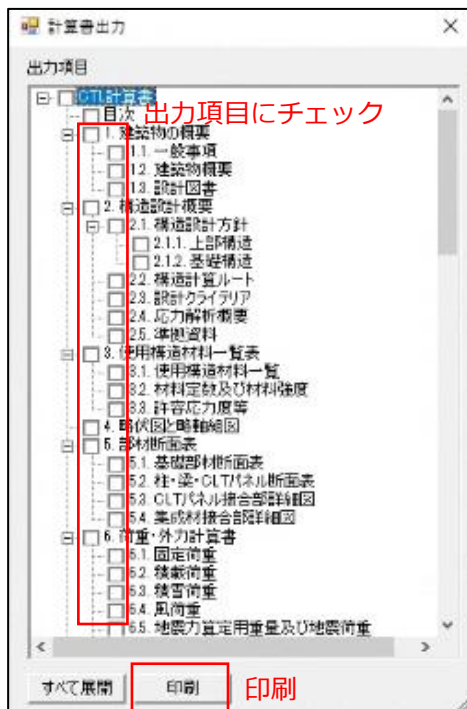 計算書出力
出力項目
CTL計算書
目次
出力項目にチェック
1. 建築物の概要
1.1. 一般事項
1.2. 建築物概要
1.3. 設計図書
2. 構造設計概要
2.1. 構造設計方針
2.1.1. 上部構造
2.1.2. 基礎構造
2.2. 構造計算ルート
2.3. 設計クライテリア
2.4. 応力解析概要
2.5. 準拠資料
3. 使用構造材料一覧表
3.1. 使用構造材料一覧
3.2. 材料定数及び材料強度
3.3. 許容応力度等
4. 略伏図と略軸組図
5. 部材断面表
5.1. 基礎部材断面表
5.2. 柱・梁・CLTパネル断面表
5.3. CLTパネル接合部詳細図
5.4. 集成材接合部詳細図
6. 荷重・外力計算書
6.1. 固定荷重
6.2. 積載荷重
6.3. 積雪荷重
6.4. 風荷重
6.5. 地震力算定用重量及び地震荷重
すべて展開
印刷
印刷